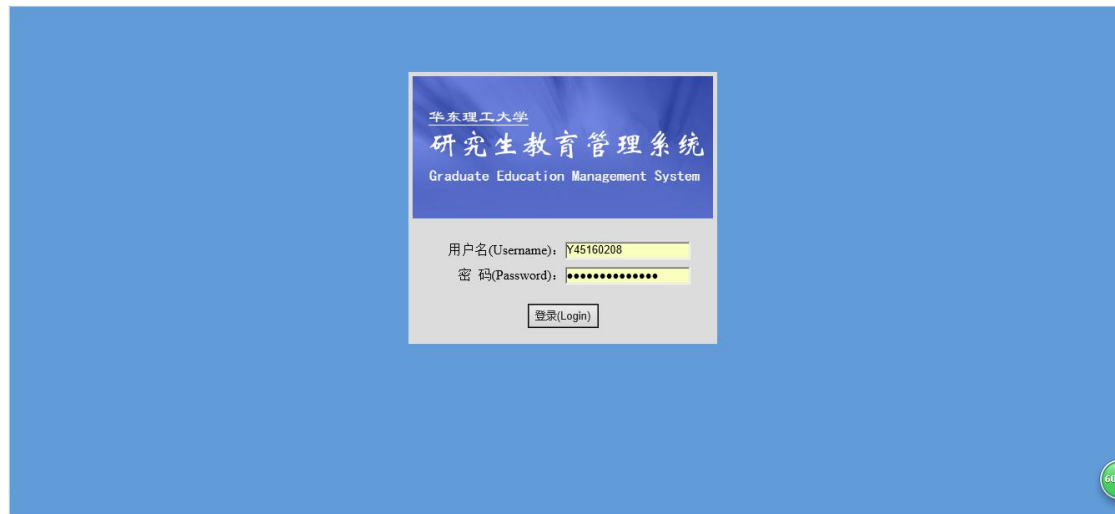 华东理工大学
研究生教育管理系统
Graduate Education Management System
用户名(Username)：Y45160208
密 码(Password)：●●●●●●●●●●●●●●
登录(Login)